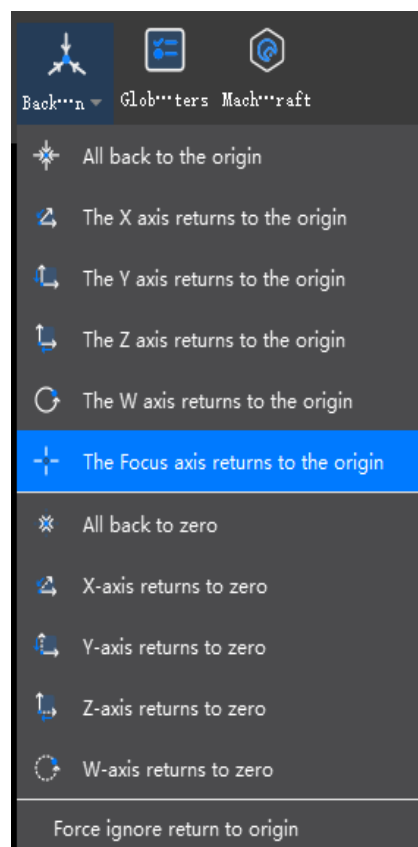 Back···n Glob···ters Mach···raft
All back to the origin
The X axis returns to the origin
The Y axis returns to the origin
The Z axis returns to the origin
The W axis returns to the origin
The Focus axis returns to the origin
All back to zero
X-axis returns to zero
Y-axis returns to zero
Z-axis returns to zero
W-axis returns to zero
Force ignore return to origin